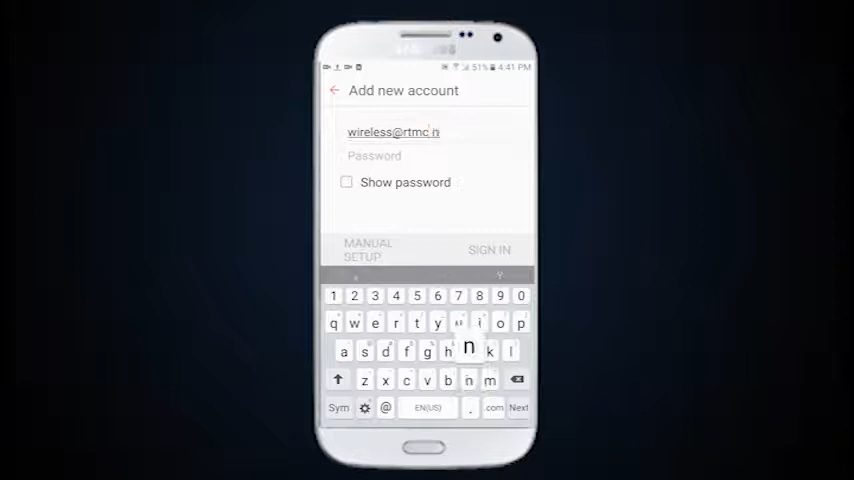 SAMSUNG
51% 4:41 PM
Add new account
wireless@rtmc n
Password
Show password
MANUAL
SETUP
SIGN IN
1 2 3 4 5 6 7 8 9 0
q w e r t y u i o p
a s d f g h n k l
z x c v b n m
Sym @ EN(US) . .com Next